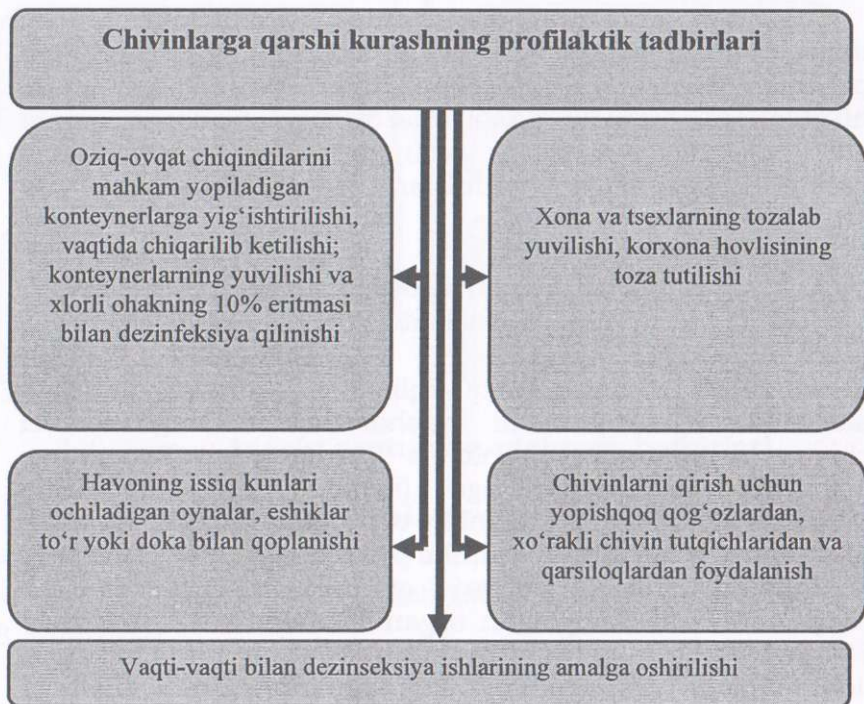 Chivinlarga qarshi kurashning profilaktik tadbirlari
Oziq-ovqat chiqindilarini
mahkam yopiladigan
konteynerlarga yig‘ishtirilishi,
vaqtida chiqarilib ketilishi;
konteynerlarning yuvilishi va
xlorli ohakning 10% eritmasi
bilan dezinfeksiya qilinishi
Xona va tsexlarning tozalab
yuvilishi, korxona hovlisining
toza tutilishi
Havoning issiq kunlari
ochiladigan oynalar, eshiklar
to‘r yoki doka bilan qoplanishi
Chivinlarni qirish uchun
yopishqoq qog‘ozlardan,
xo‘rakli chivin tutqichlaridan va
qarsiloqlardan foydalanish
Vaqti-vaqti bilan dezinseksiya ishlarining amalga oshirilishi